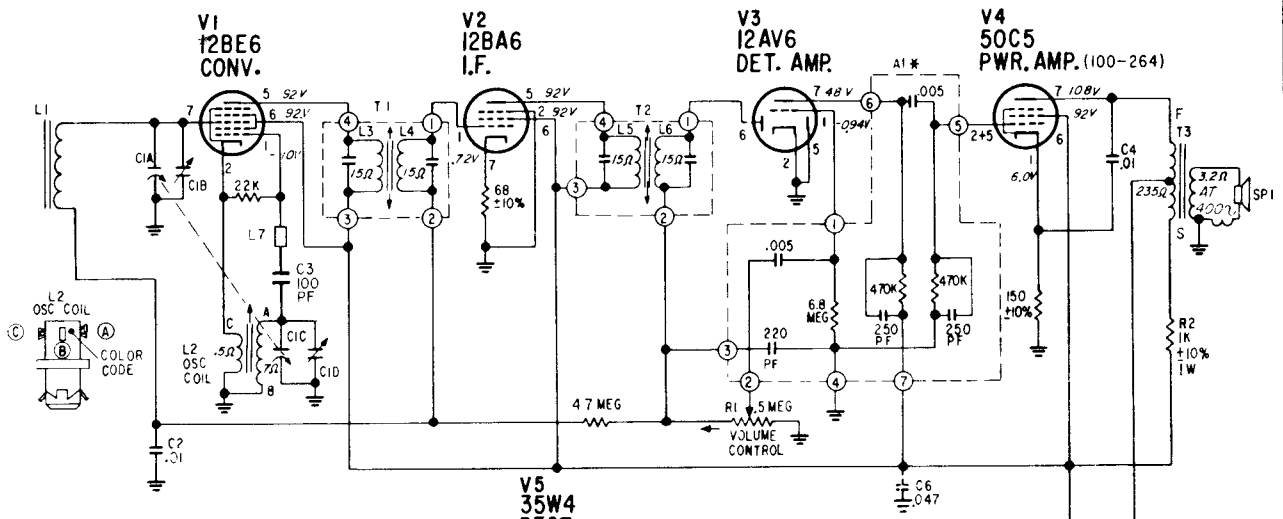 V1
12BE6
CONV.
V2
12BA6
I.F.
V3
12AV6
DET. AMP.
V4
50C5
PWR. AMP. (100-264)
A1*
L1
7
5
92V
6
92V
1
2
4
T1
L3
L4
15Ω
15Ω
1
3
2
.72V
5
92V
2
92V
6
7
68
±10%
4
T2
L5
L6
15Ω
15Ω
1
3
2
6
7
48V
1
-.094V
2
5
6
.005
5
2+5
7
108V
92V
6
1
6.0V
C4
.01
F
T3
235Ω
3.2Ω
AT
400~
SP1
S
C1A
C1B
22K
L7
C3
100
PF
L2
OSC COIL
C
A
B
COLOR
CODE
C
A
C1C
.5Ω
L2
OSC
COIL
.7Ω
B
C1D
.005
1
6.8
MEG
470K
470K
250
PF
250
PF
150
±10%
R2
1K
±10%
1W
3
220
PF
2
4
7
4.7 MEG
R1
.5 MEG
VOLUME
CONTROL
C2
.01
C6
.047
V5
35W4